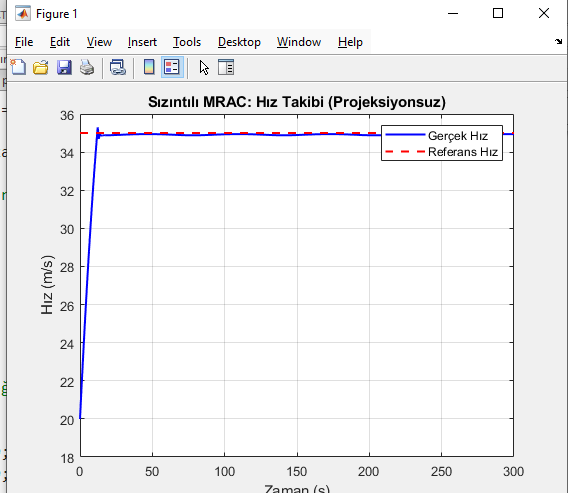 Figure 1
File Edit View Insert Tools Desktop Window Help
Sızıntılı MRAC: Hız Takibi (Projeksiyonsuz)
Gerçek Hız
Referans Hız
Hız (m/s)
36
34
32
30
28
26
24
22
20
18
0 50 100 150 200 250 300
Zaman (s)